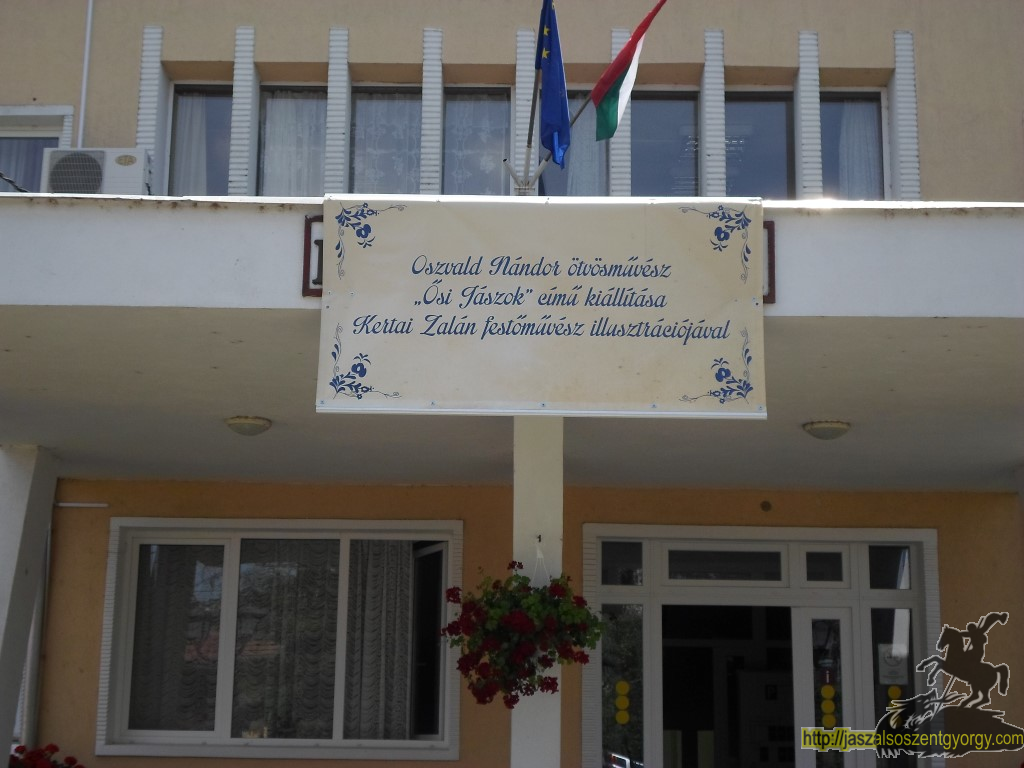 Oszvald Nándor ötvösművész
„Ősi Jászok” című kiállítása
Kertai Zalán festőművész illusztrációjával
http://jaszalsoszentgyorgy.com